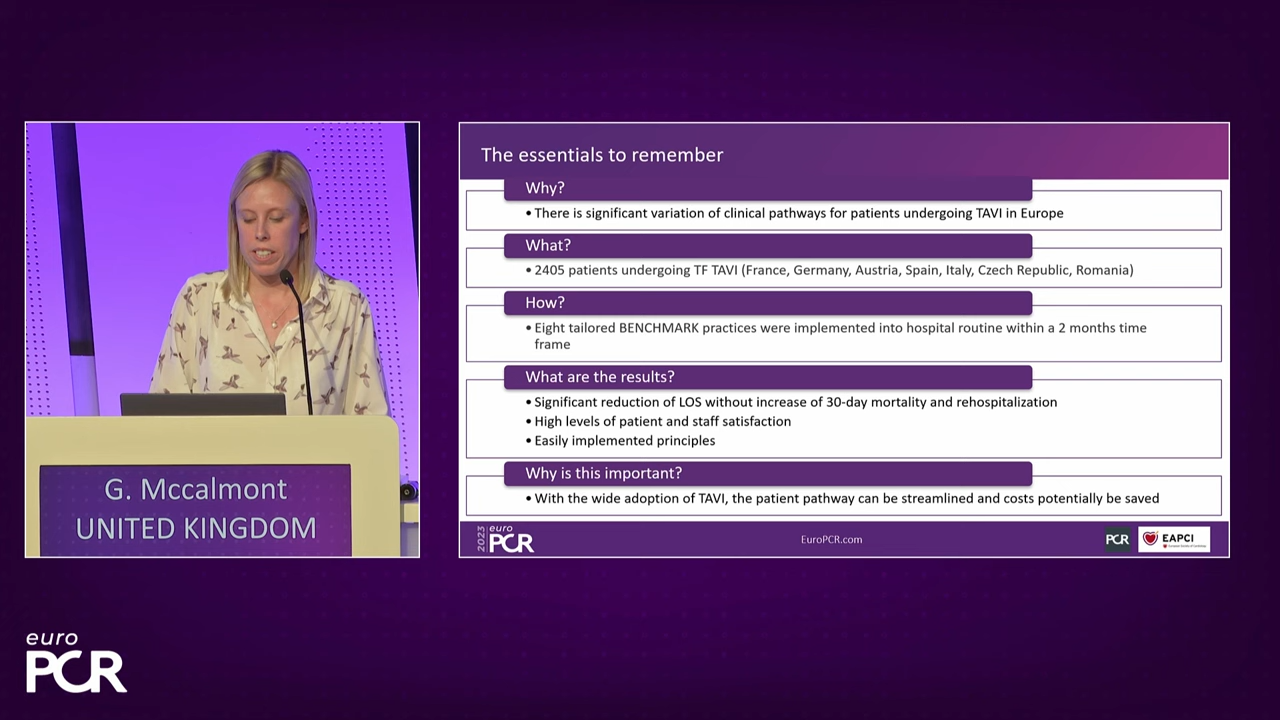 G. Mccalmont
UNITED KINGDOM
The essentials to remember
Why?
• There is significant variation of clinical pathways for patients undergoing TAVI in Europe
What?
• 2405 patients undergoing TF TAVI (France, Germany, Austria, Spain, Italy, Czech Republic, Romania)
How?
• Eight tailored BENCHMARK practices were implemented into hospital routine within a 2 months time
frame
What are the results?
• Significant reduction of LOS without increase of 30-day mortality and rehospitalization
• High levels of patient and staff satisfaction
• Easily implemented principles
Why is this important?
• With the wide adoption of TAVI, the patient pathway can be streamlined and costs potentially be saved
2023 euro
PCR
EuroPCR.com
PCR
EAPCI
euro
PCR